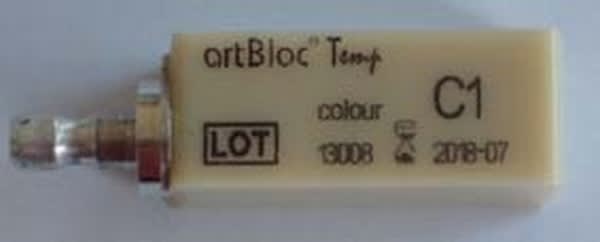 artBloc® Temp
colour C1
LOT 13008 2018-07